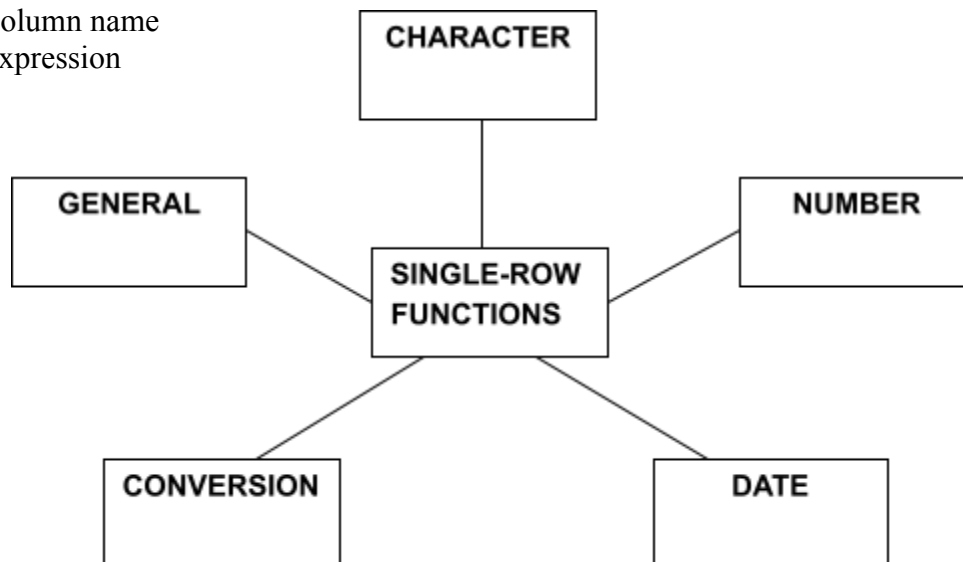 olumn name
xpression
CHARACTER
GENERAL
NUMBER
SINGLE-ROW
FUNCTIONS
CONVERSION
DATE